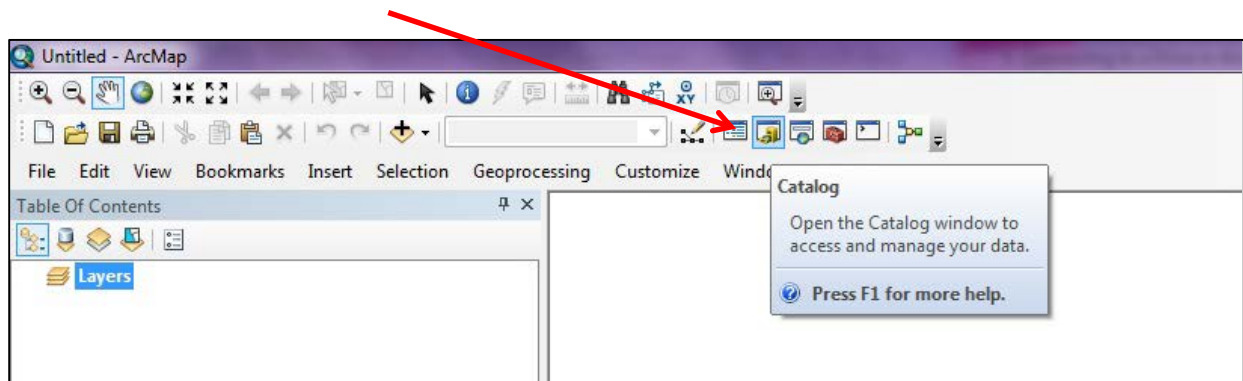 Untitled - ArcMap
XY
File Edit View Bookmarks Insert Selection Geoprocessing Customize Windo
Table Of Contents
Layers
Catalog
Open the Catalog window to
access and manage your data.
Press F1 for more help.